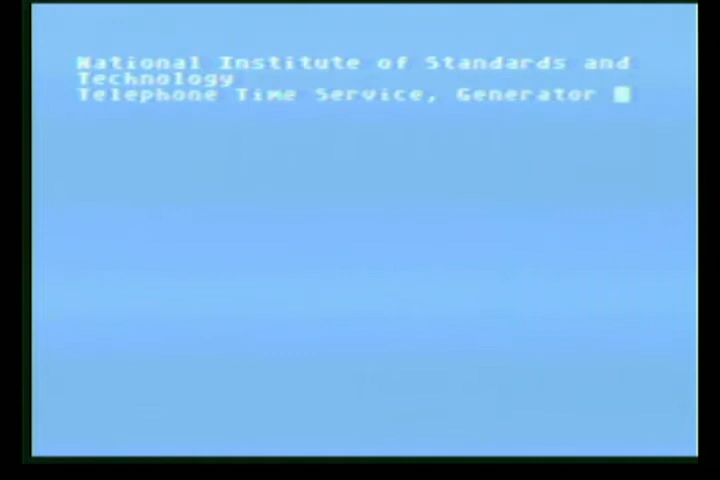 National Institute of Standards and
Technology
Telephone Time Service, Generator